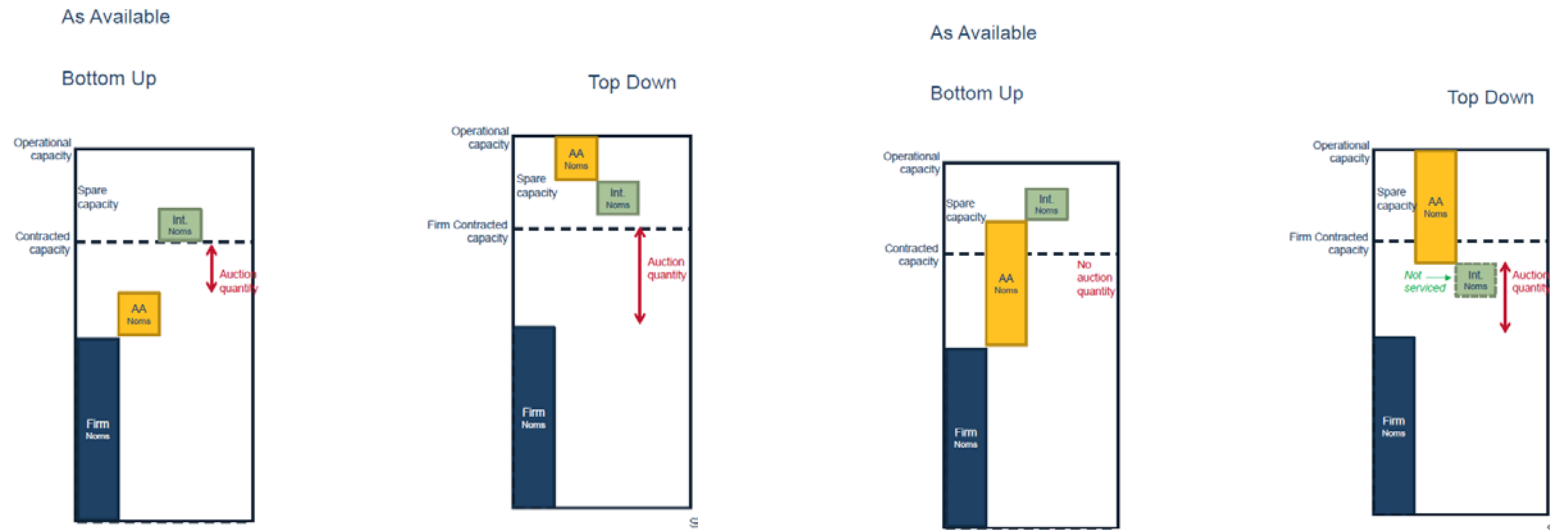 As Available
Bottom Up
Operational
capacity
Spare
capacity
Int.
Noms
Contracted
capacity
Auction
quantity
AA
Noms
Firm
Noms
Top Down
Operational
capacity
AA
Noms
Spare
capacity
Int.
Noms
Firm Contracted
capacity
Auction
quantity
Firm
Noms
As Available
Bottom Up
Operational
capacity
Int.
Noms
Spare
capacity
Contracted
capacity
No
auction
quantity
AA
Noms
Firm
Noms
Top Down
Operational
capacity
Spare
capacity
AA
Noms
Firm Contracted
capacity
Not
serviced
Int.
Noms
Auction
quantity
Firm
Noms